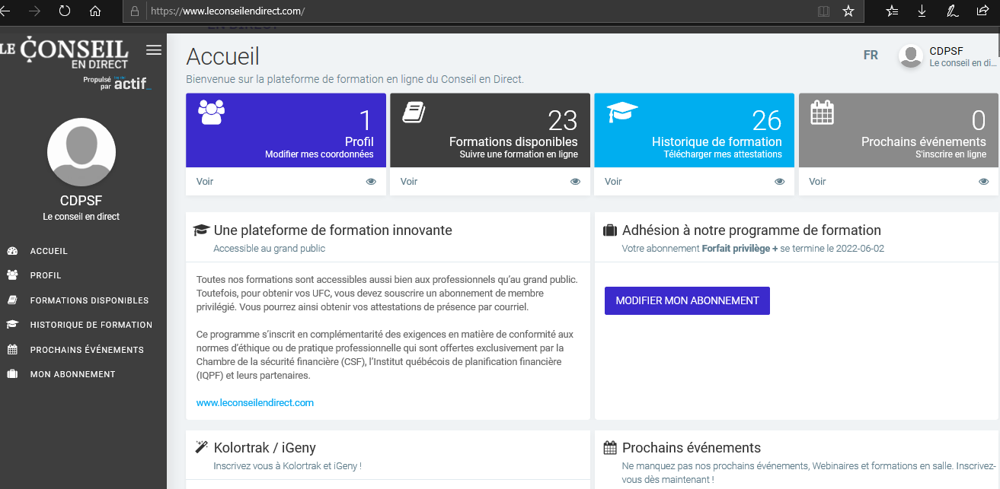 https://www.leconseilendirect.com/
LE CONSEIL
EN DIRECT
Propulsé
par actif
CDPSF
Le conseil en direct
ACCUEIL
PROFIL
FORMATIONS DISPONIBLES
HISTORIQUE DE FORMATION
PROCHAINS ÉVÉNEMENTS
MON ABONNEMENT
Accueil
Bienvenue sur la plateforme de formation en ligne du Conseil en Direct.
FR
CDPSF
Le conseil en di...
1
Profil
Modifier mes coordonnées
Voir
23
Formations disponibles
Suivre une formation en ligne
Voir
26
Historique de formation
Télécharger mes attestations
Voir
0
Prochains événements
S'inscrire en ligne
Voir
Une plateforme de formation innovante
Accessible au grand public
Toutes nos formations sont accessibles aussi bien aux professionnels qu’au grand public.
Toutefois, pour obtenir vos UFC, vous devez souscrire un abonnement de membre
privilégié. Vous pourrez ainsi obtenir vos attestations de présence par courriel.
Ce programme s’inscrit en complémentarité des exigences en matière de conformité aux
normes d’éthique ou de pratique professionnelle qui sont offertes exclusivement par la
Chambre de la sécurité financière (CSF), l’Institut québécois de planification financière
(IQPF) et leurs partenaires.
www.leconseilendirect.com
Adhésion à notre programme de formation
Votre abonnement Forfait privilège + se termine le 2022-06-02
MODIFIER MON ABONNEMENT
Kolortrak / iGeny
Inscrivez vous à Kolortrak et iGeny !
Prochains événements
Ne manquez pas nos prochains événements, Webinaires et formations en salle. Inscrivez-
vous dès maintenant !